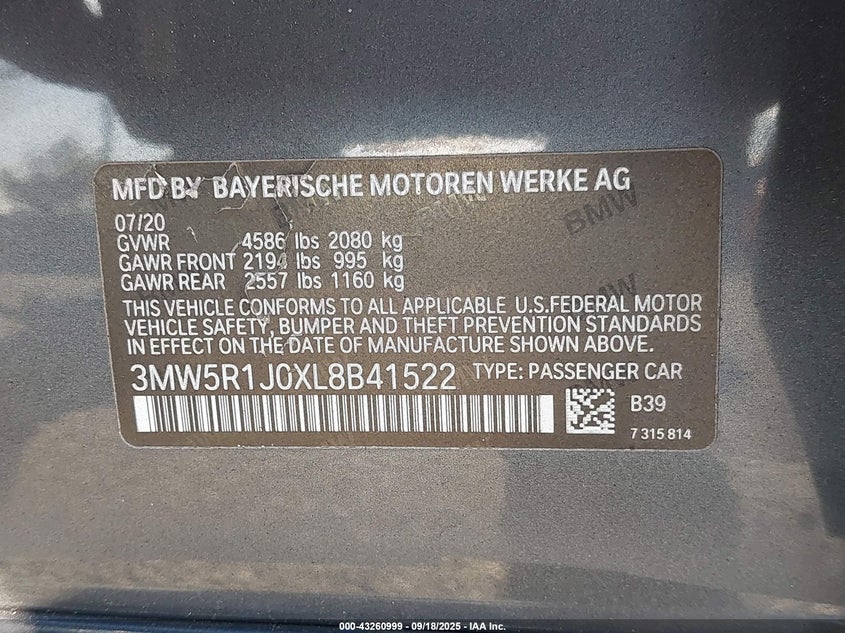 MFD BY BAYERISCHE MOTOREN WERKE AG
07/20
GVWR 4586 lbs 2080 kg
GAWR FRONT 2194 lbs 995 kg
GAWR REAR 2557 lbs 1160 kg
THIS VEHICLE CONFORMS TO ALL APPLICABLE U.S.FEDERAL MOTOR
VEHICLE SAFETY, BUMPER AND THEFT PREVENTION STANDARDS
IN EFFECT ON THE DATE OF MANUFACTURE SHOWN ABOVE.
3MW5R1J0XL8B41522 TYPE: PASSENGER CAR
B39
7 315 814
BMW
BMW
000-43260999 - 09/18/2025 - IAA Inc.